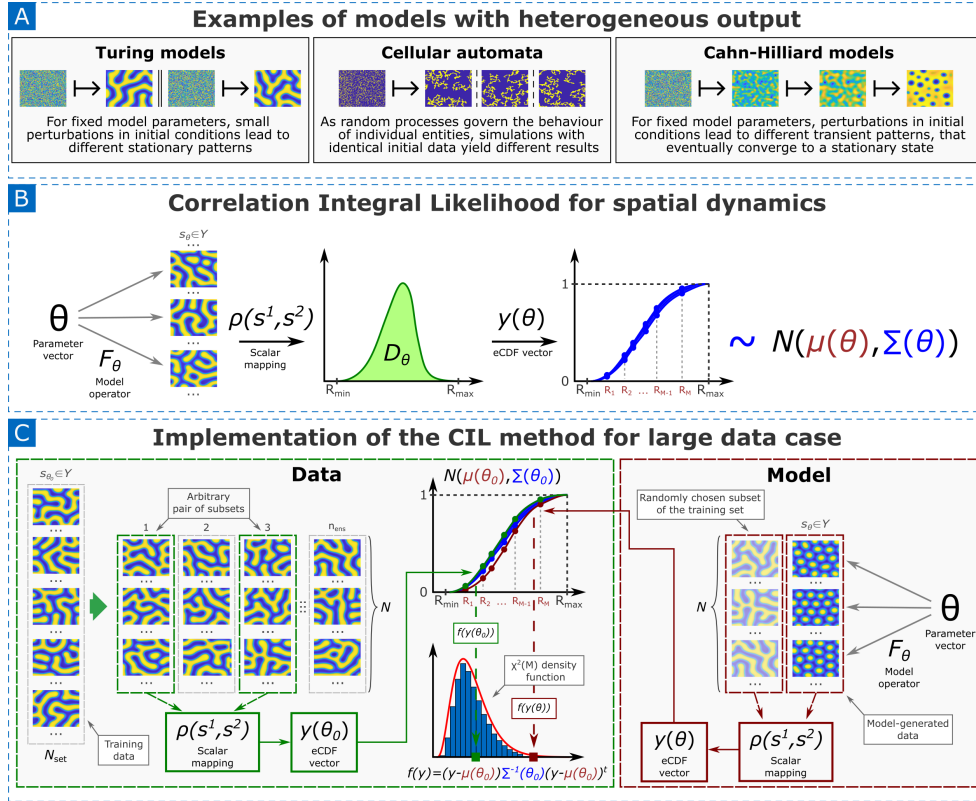 A
Examples of models with heterogeneous output
Turing models
For fixed model parameters, small
perturbations in initial conditions lead to
different stationary patterns
Cellular automata
As random processes govern the behaviour
of individual entities, simulations with
identical initial data yield different results
Cahn-Hilliard models
For fixed model parameters, perturbations in initial
conditions lead to different transient patterns, that
eventually converge to a stationary state
B
Correlation Integral Likelihood for spatial dynamics
θ
Parameter
vector
F_θ
Model
operator
s_θ∈Y
...
...
...
...
ρ(s¹,s²)
Scalar
mapping
D_θ
R_min
R_max
y(θ)
eCDF vector
1
0
R_min R_1 R_2 ... R_M-1 R_M R_max
~ N(μ(θ),Σ(θ))
C
Implementation of the CIL method for large data case
Data
s_θ₀∈Y
...
...
...
...
...
N_set
Training
data
Arbitrary
pair of subsets
1 2 3 n_ens
... ... ... ...
... ... ... ...
... ... ... ...
N
ρ(s¹,s²)
Scalar
mapping
y(θ₀)
eCDF
vector
N(μ(θ₀),Σ(θ₀))
1
0
R_min R_1 R_2 ... R_M-1 R_M R_max
f(y(θ₀))
χ²(M) density
function
f(y(θ))
f(y)=(y-μ(θ₀))Σ⁻¹(θ₀)(y-μ(θ₀))ᵗ
Model
Randomly chosen subset
of the training set
s_θ∈Y
... ...
... ...
... ...
N
θ
Parameter
vector
F_θ
Model
operator
Model-generated
data
y(θ)
eCDF
vector
ρ(s¹,s²)
Scalar
mapping